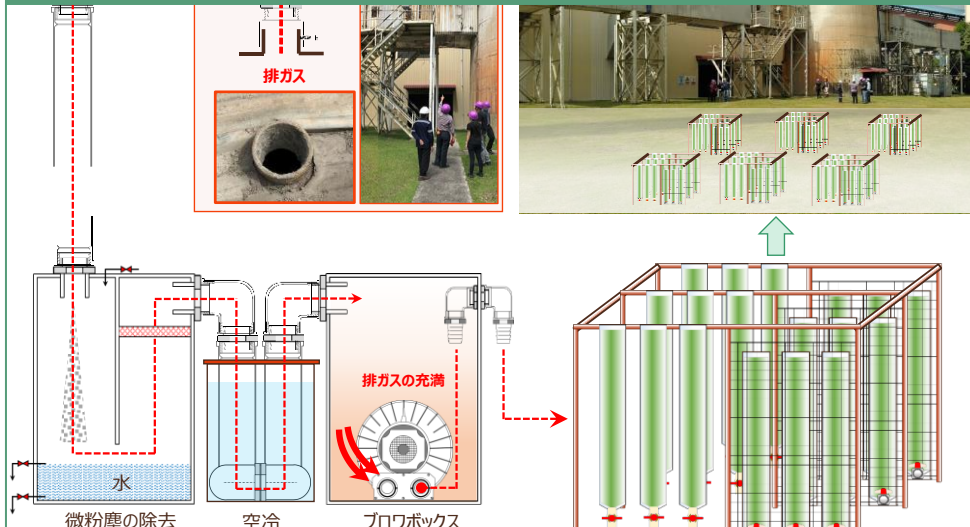 排ガス
排ガスの充満
水
微粉塵の除去
空冷
ブロワボックス